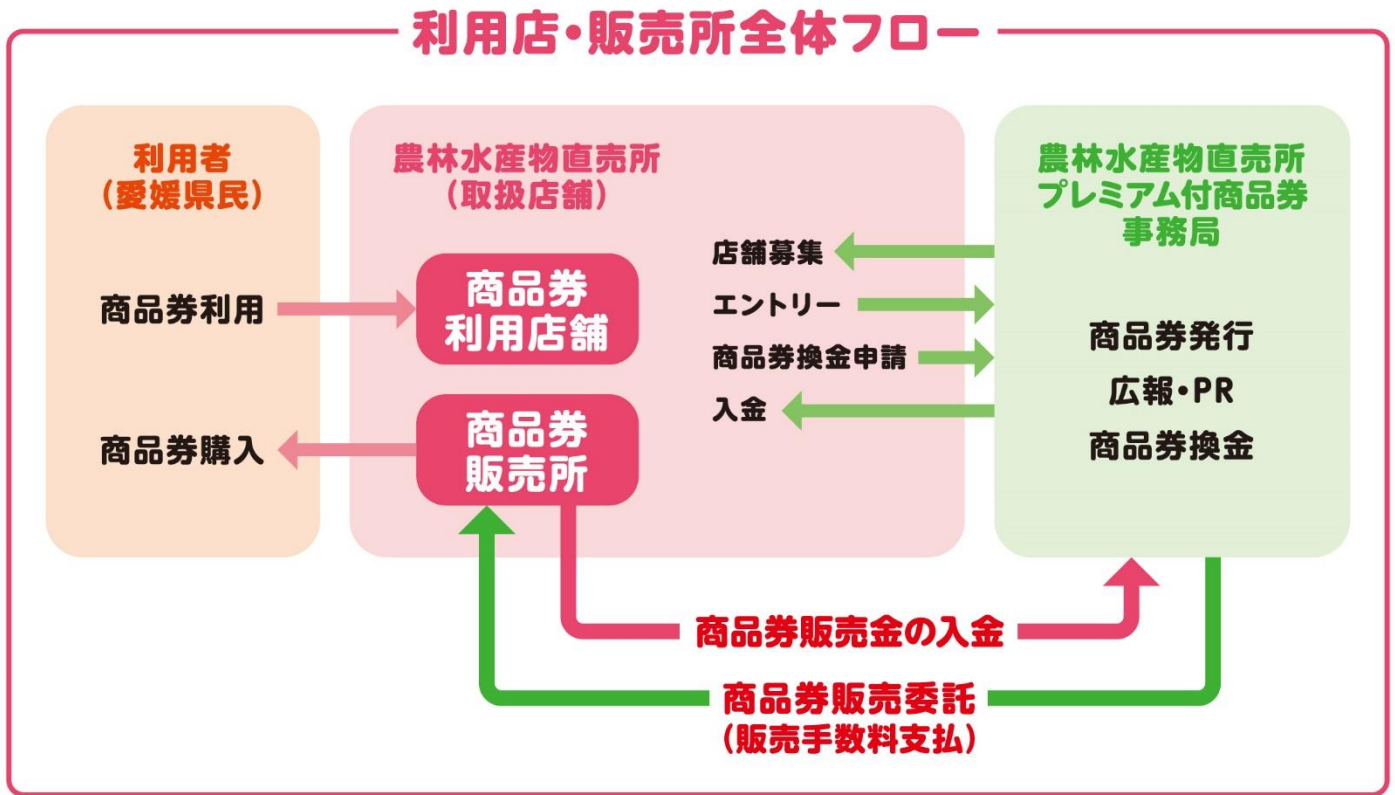 利用店・販売所全体フロー
利用者
(愛媛県民)
商品券利用
商品券購入
農林水産物直売所
(取扱店舗)
商品券
利用店舗
商品券
販売所
店舗募集
エントリー
商品券換金申請
入金
農林水産物直売所
プレミアム付商品券
事務局
商品券発行
広報・PR
商品券換金
商品券販売金の入金
商品券販売委託
(販売手数料支払)